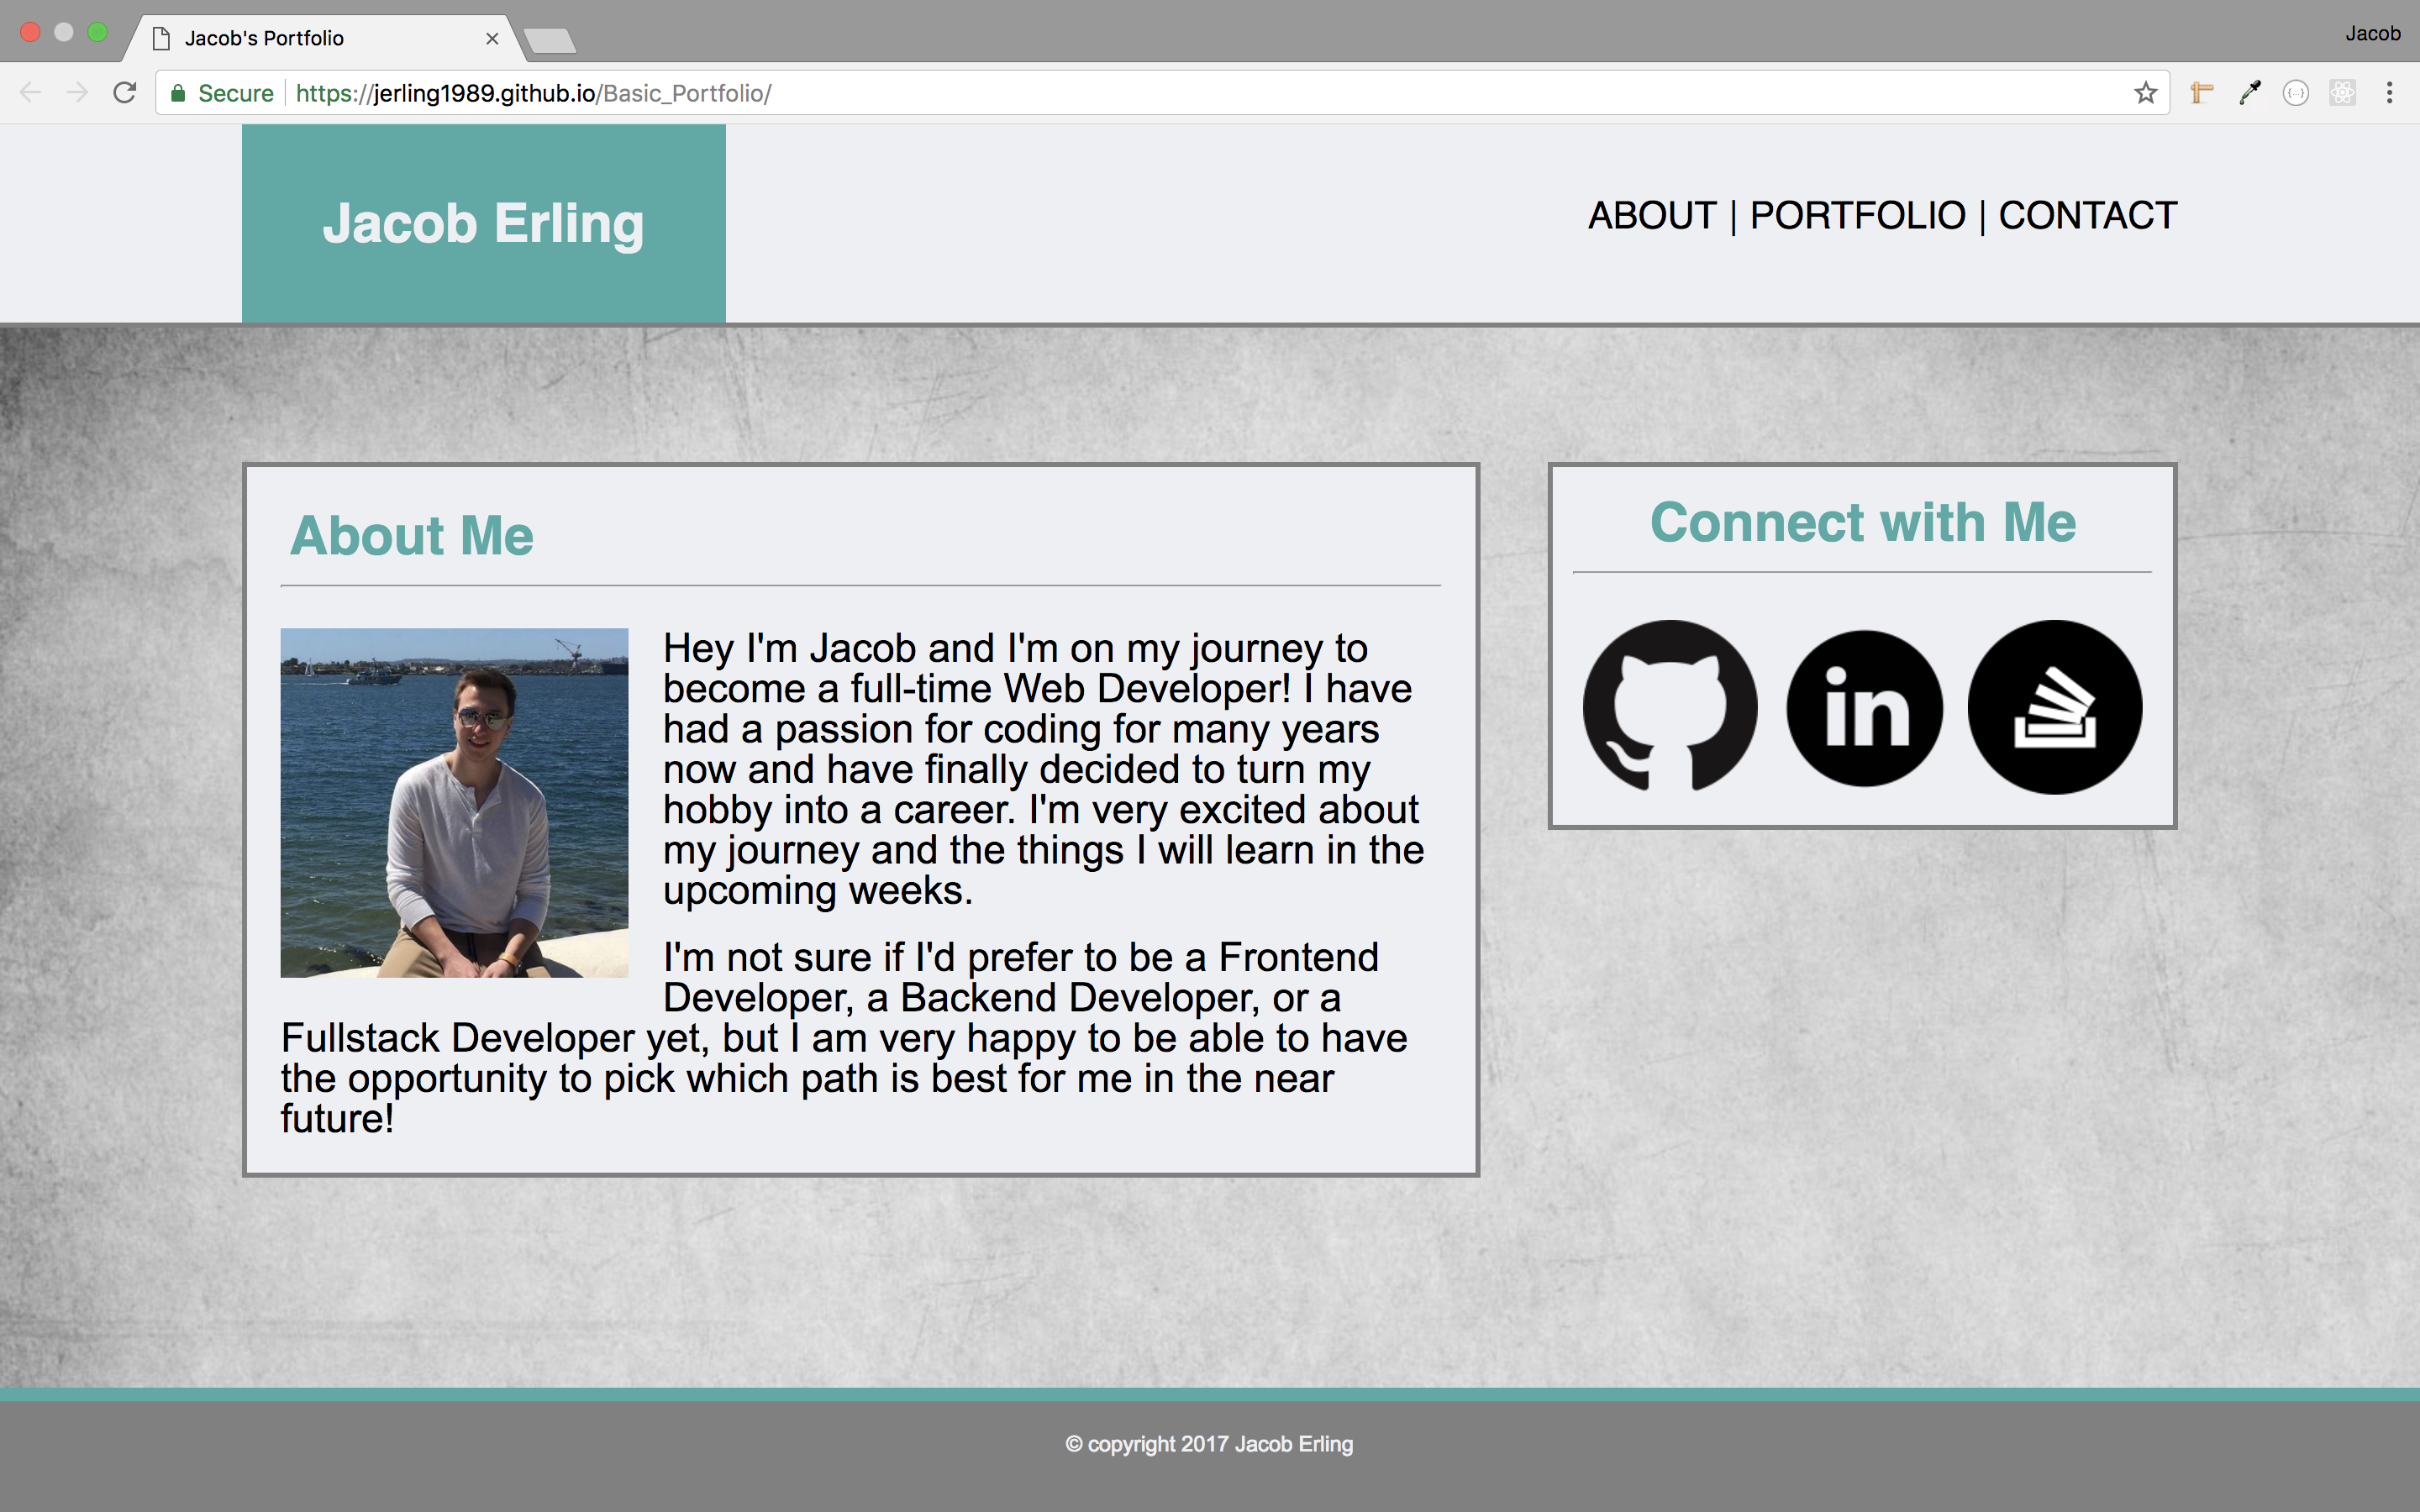 Jacob's Portfolio
Jacob
Secure
https://jerling1989.github.io/Basic_Portfolio/
Jacob Erling
ABOUT | PORTFOLIO | CONTACT
About Me
Hey I'm Jacob and I'm on my journey to
become a full-time Web Developer! I have
had a passion for coding for many years
now and have finally decided to turn my
hobby into a career. I'm very excited about
my journey and the things I will learn in the
upcoming weeks.
I'm not sure if I'd prefer to be a Frontend
Developer, a Backend Developer, or a
Fullstack Developer yet, but I am very happy to be able to have
the opportunity to pick which path is best for me in the near
future!
Connect with Me
in
© copyright 2017 Jacob Erling